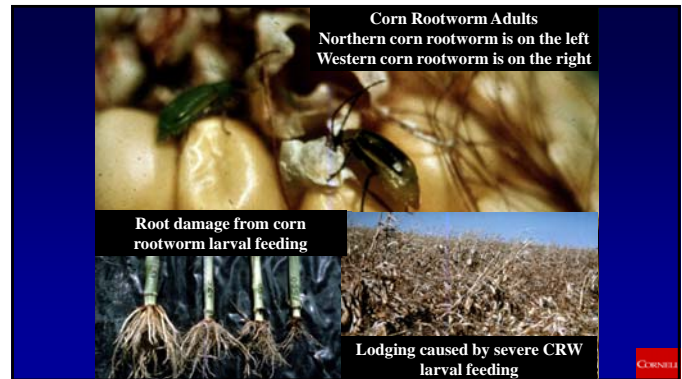 Corn Rootworm Adults
Northern corn rootworm is on the left
Western corn rootworm is on the right
Root damage from corn
rootworm larval feeding
Lodging caused by severe CRW
larval feeding
CORNELL